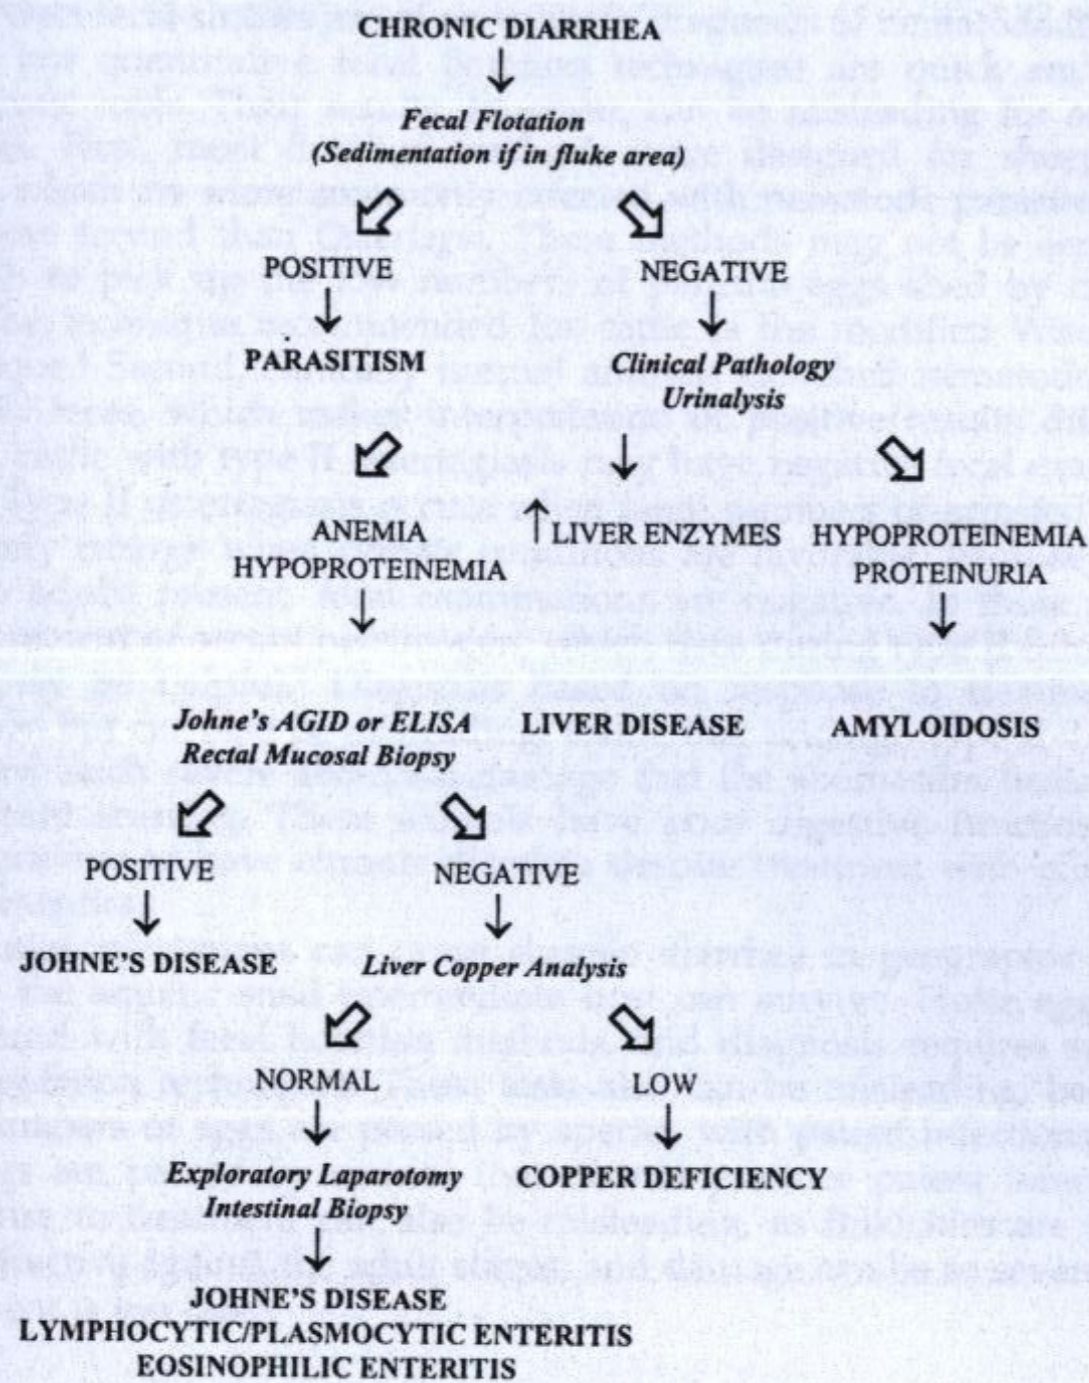 CHRONIC DIARRHEA
Fecal Flotation
(Sedimentation if in fluke area)
POSITIVE
NEGATIVE
PARASITISM
Clinical Pathology
Urinalysis
ANEMIA
HYPOPROTEINEMIA
↑ LIVER ENZYMES
HYPOPROTEINEMIA
PROTEINURIA
Johne's AGID or ELISA
Rectal Mucosal Biopsy
LIVER DISEASE
AMYLOIDOSIS
POSITIVE
NEGATIVE
JOHNE'S DISEASE
Liver Copper Analysis
NORMAL
LOW
Exploratory Laparotomy
Intestinal Biopsy
COPPER DEFICIENCY
JOHNE'S DISEASE
LYMPHOCYTIC/PLASMOCYTIC ENTERITIS
EOSINOPHILIC ENTERITIS